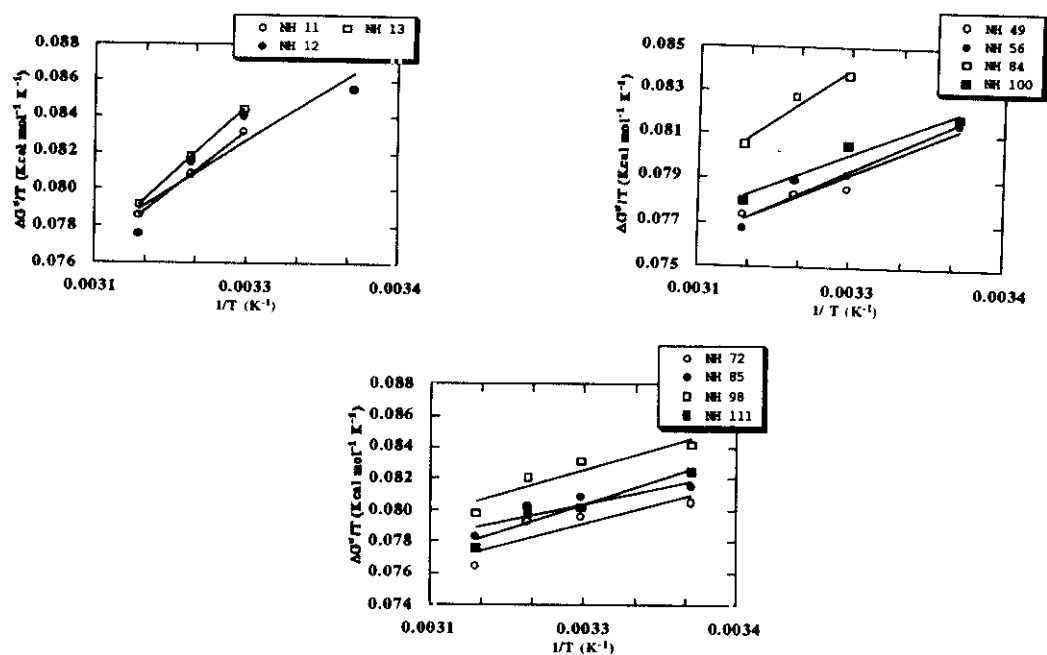 NH 11 NH 13
NH 12
0.088
0.086
0.084
0.082
0.080
0.078
0.076
ΔG#/T (Kcal mol-1 K-1)
0.0031 0.0033 0.0034
1/T (K-1)
NH 49
NH 56
NH 84
NH 100
0.085
0.083
0.081
0.079
0.077
0.075
ΔG#/T (Kcal mol-1 K-1)
0.0031 0.0033 0.0034
1/ T (K-1)
NH 72
NH 85
NH 98
NH 111
0.088
0.086
0.084
0.082
0.080
0.078
0.076
0.074
ΔG#/T (Kcal mol-1 K-1)
0.0031 0.0033 0.0034
1/T (K-1)